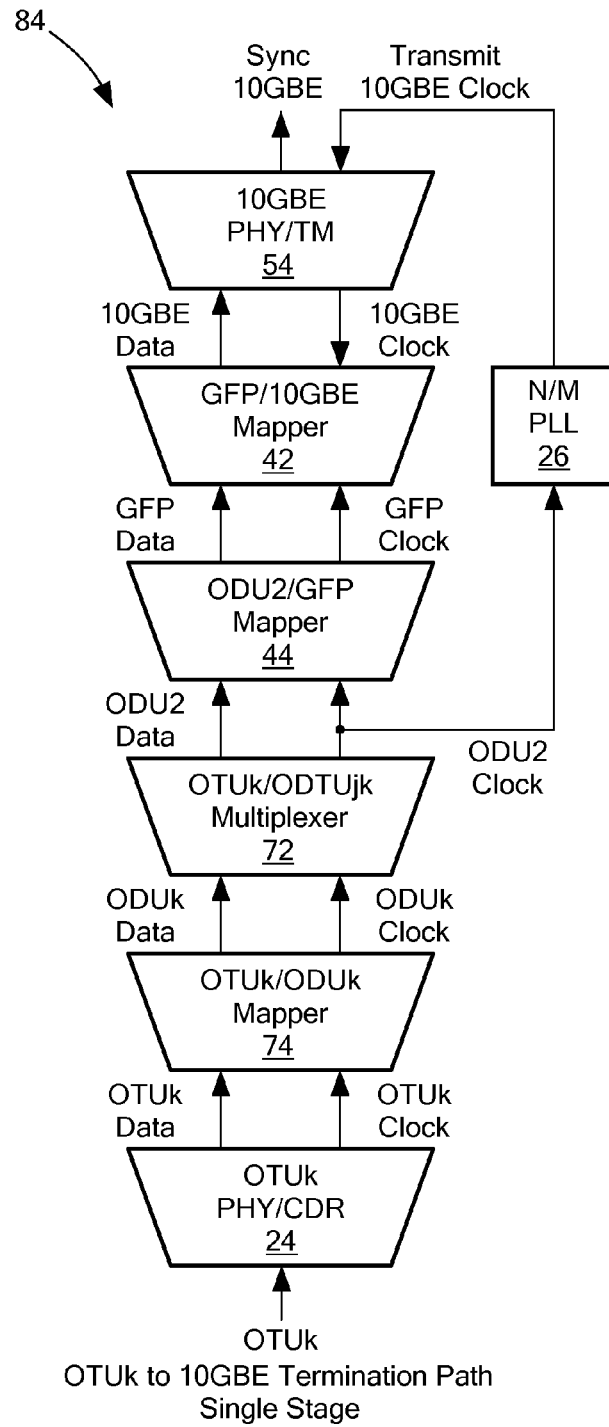 84
Sync
10GBE
Transmit
10GBE Clock
10GBE
PHY/TM
54
10GBE
Data
10GBE
Clock
GFP/10GBE
Mapper
42
N/M
PLL
26
GFP
Data
GFP
Clock
ODU2/GFP
Mapper
44
ODU2
Data
ODU2
Clock
OTUk/ODTUjk
Multiplexer
72
ODUk
Data
ODUk
Clock
OTUk/ODUk
Mapper
74
OTUk
Data
OTUk
Clock
OTUk
PHY/CDR
24
OTUk
OTUk to 10GBE Termination Path
Single Stage